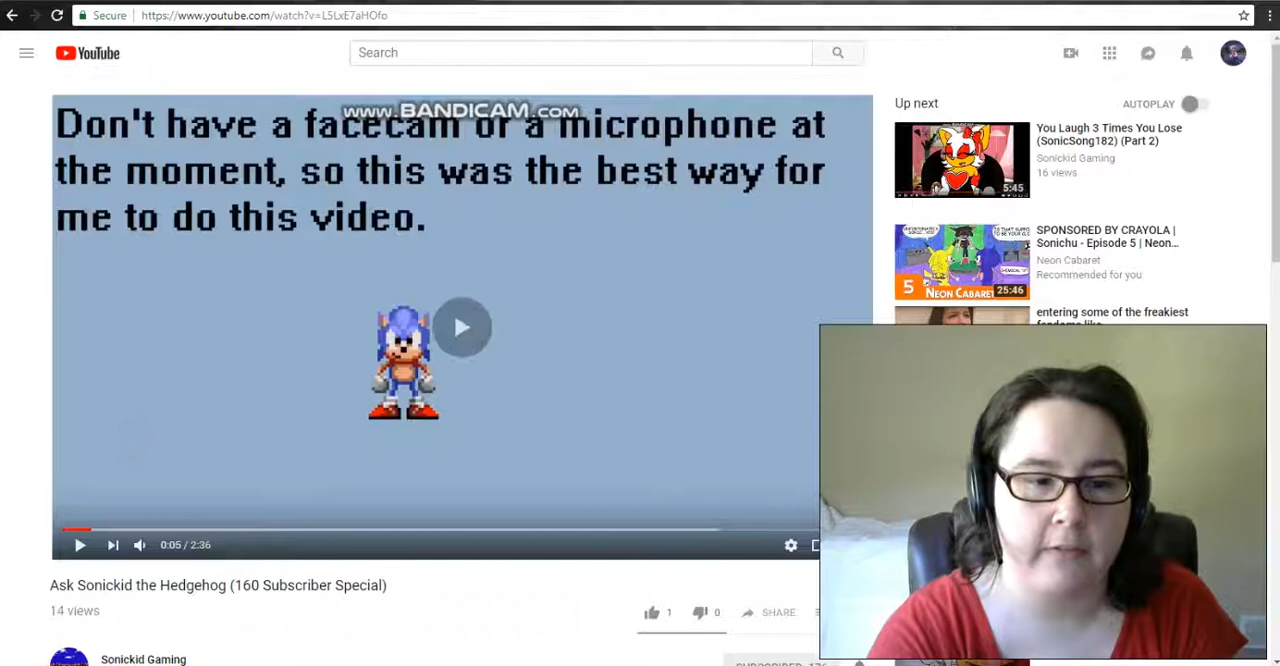 Secure
https://www.youtube.com/watch?v=L5LxE7aHOfo
YouTube
Search
www.BANDICAM.com
Don't have a facecam or a microphone at
the moment, so this was the best way for
me to do this video.
0:05 / 2:36
Ask Sonickid the Hedgehog (160 Subscriber Special)
14 views
1
0
SHARE
Sonickid Gaming
Up next
AUTOPLAY
5:45
You Laugh 3 Times You Lose
(SonicSong182) (Part 2)
Sonickid Gaming
16 views
5
NEON CABARET
25:46
SPONSORED BY CRAYOLA |
Sonichu - Episode 5 | Neon...
Neon Cabaret
Recommended for you
entering some of the freakiest